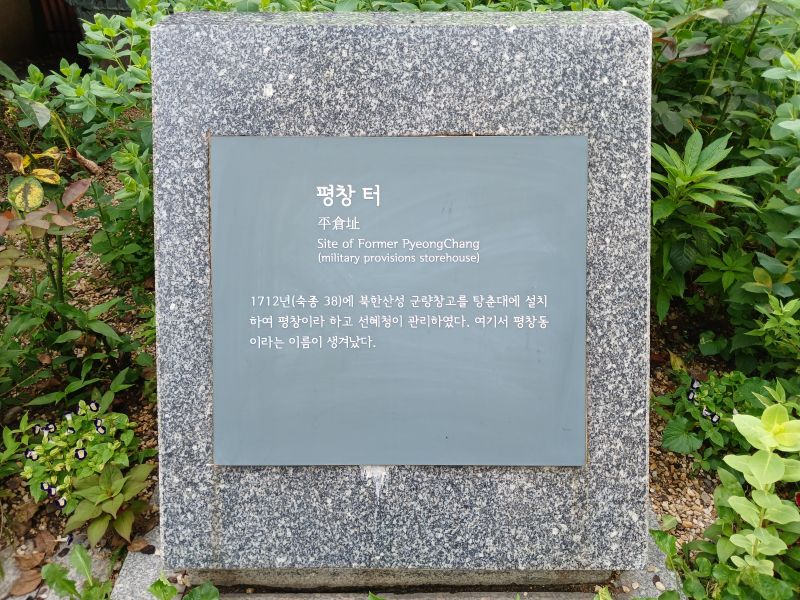 평창 터
平倉址
Site of Former PyeongChang
(military provisions storehouse)
1712년(숙종 38)에 북한산성 군량창고를 탕춘대에 설치
하여 평창이라 하고 선혜청이 관리하였다. 여기서 평창동
이라는 이름이 생겨났다.